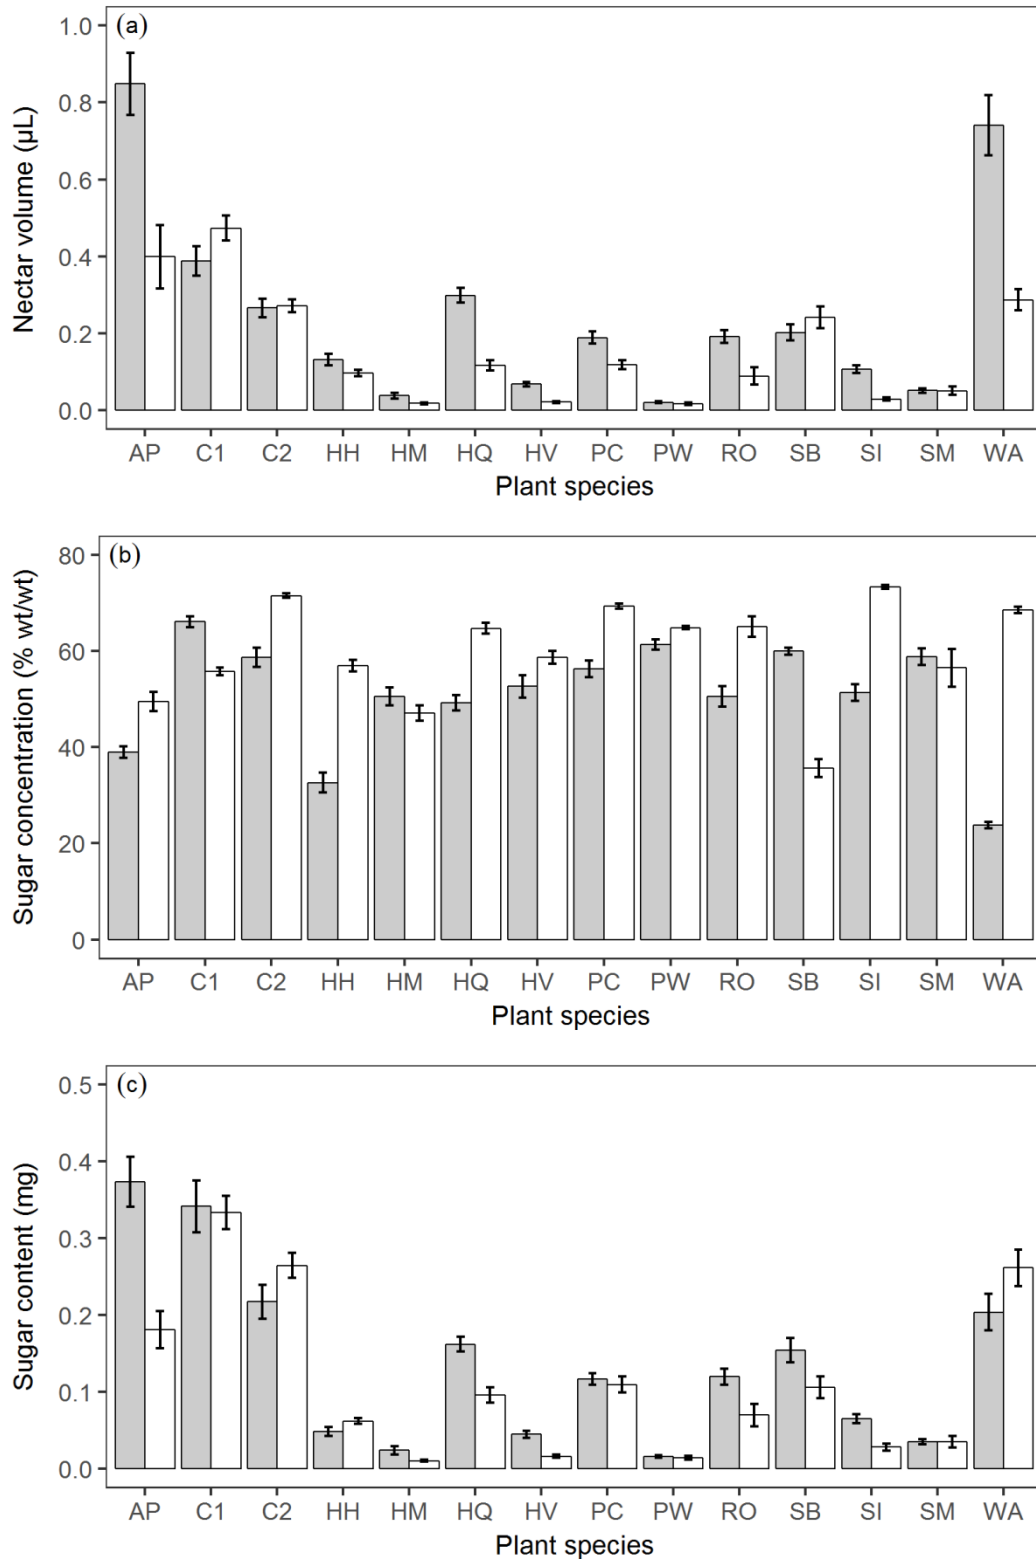 (a)
Nectar volume (µL)
1.0
0.8
0.6
0.4
0.2
0.0
AP C1 C2 HH HM HQ HV PC PW RO SB SI SM WA
Plant species
(b)
Sugar concentration (% wt/wt)
80
60
40
20
0
AP C1 C2 HH HM HQ HV PC PW RO SB SI SM WA
Plant species
(c)
Sugar content (mg)
0.5
0.4
0.3
0.2
0.1
0.0
AP C1 C2 HH HM HQ HV PC PW RO SB SI SM WA
Plant species